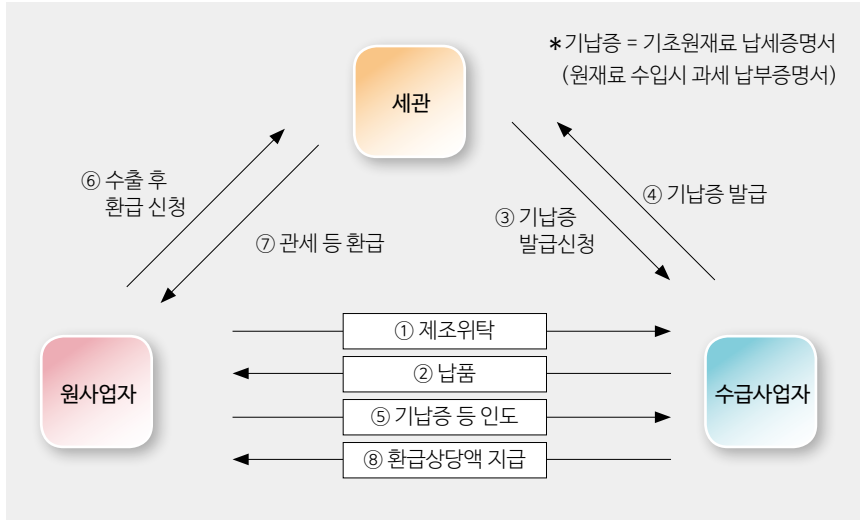 *기납증 = 기초원재료 납세증명서
(원재료 수입시 과세 납부증명서)
세관
⑥ 수출 후
환급 신청
④ 기납증 발급
③ 기납증
발급신청
⑦ 관세 등 환급
① 제조위탁
② 납품
원사업자
수급사업자
⑤ 기납증 등 인도
⑧ 환급상당액 지급